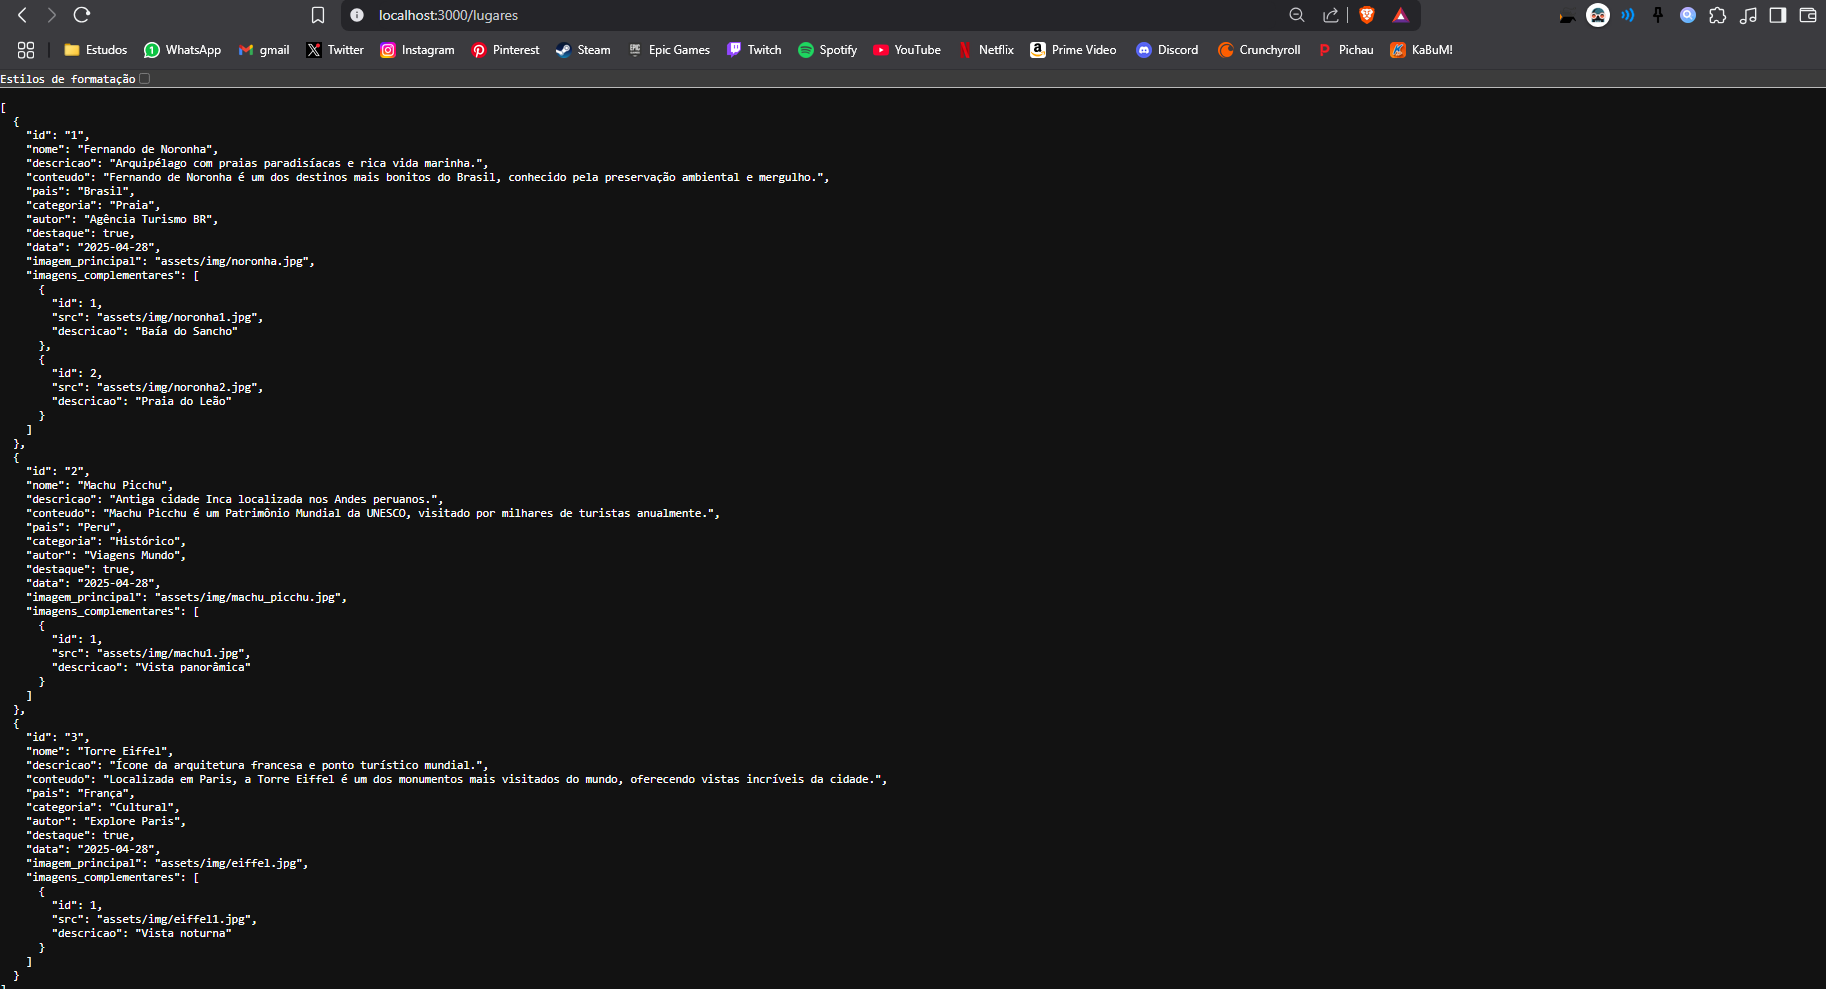 localhost:3000/lugares
Estudos WhatsApp gmail Twitter Instagram Pinterest Steam Epic Games Twitch Spotify YouTube Netflix Prime Video Discord Crunchyroll Pichau KaBuM!
Estilos de formatação
[
  {
    "id": "1",
    "nome": "Fernando de Noronha",
    "descricao": "Arquipélago com praias paradisíacas e rica vida marinha.",
    "conteudo": "Fernando de Noronha é um dos destinos mais bonitos do Brasil, conhecido pela preservação ambiental e mergulho.",
    "pais": "Brasil",
    "categoria": "Praia",
    "autor": "Agência Turismo BR",
    "destaque": true,
    "data": "2025-04-28",
    "imagem_principal": "assets/img/noronha.jpg",
    "imagens_complementares": [
      {
        "id": 1,
        "src": "assets/img/noronha1.jpg",
        "descricao": "Baía do Sancho"
      },
      {
        "id": 2,
        "src": "assets/img/noronha2.jpg",
        "descricao": "Praia do Leão"
      }
    ]
  },
  {
    "id": "2",
    "nome": "Machu Picchu",
    "descricao": "Antiga cidade Inca localizada nos Andes peruanos.",
    "conteudo": "Machu Picchu é um Patrimônio Mundial da UNESCO, visitado por milhares de turistas anualmente.",
    "pais": "Peru",
    "categoria": "Histórico",
    "autor": "Viagens Mundo",
    "destaque": true,
    "data": "2025-04-28",
    "imagem_principal": "assets/img/machu_picchu.jpg",
    "imagens_complementares": [
      {
        "id": 1,
        "src": "assets/img/machu1.jpg",
        "descricao": "Vista panorâmica"
      }
    ]
  },
  {
    "id": "3",
    "nome": "Torre Eiffel",
    "descricao": "Ícone da arquitetura francesa e ponto turístico mundial.",
    "conteudo": "Localizada em Paris, a Torre Eiffel é um dos monumentos mais visitados do mundo, oferecendo vistas incríveis da cidade.",
    "pais": "França",
    "categoria": "Cultural",
    "autor": "Explore Paris",
    "destaque": true,
    "data": "2025-04-28",
    "imagem_principal": "assets/img/eiffel.jpg",
    "imagens_complementares": [
      {
        "id": 1,
        "src": "assets/img/eiffel1.jpg",
        "descricao": "Vista noturna"
      }
    ]
  }